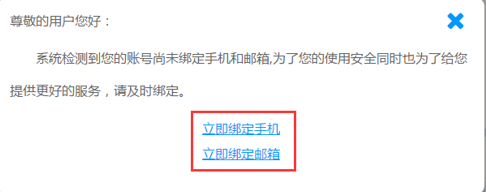 尊敬的用户您好：
系统检测到您的账号尚未绑定手机和邮箱,为了您的使用安全同时也为了给您
提供更好的服务，请及时绑定。
立即绑定手机
立即绑定邮箱